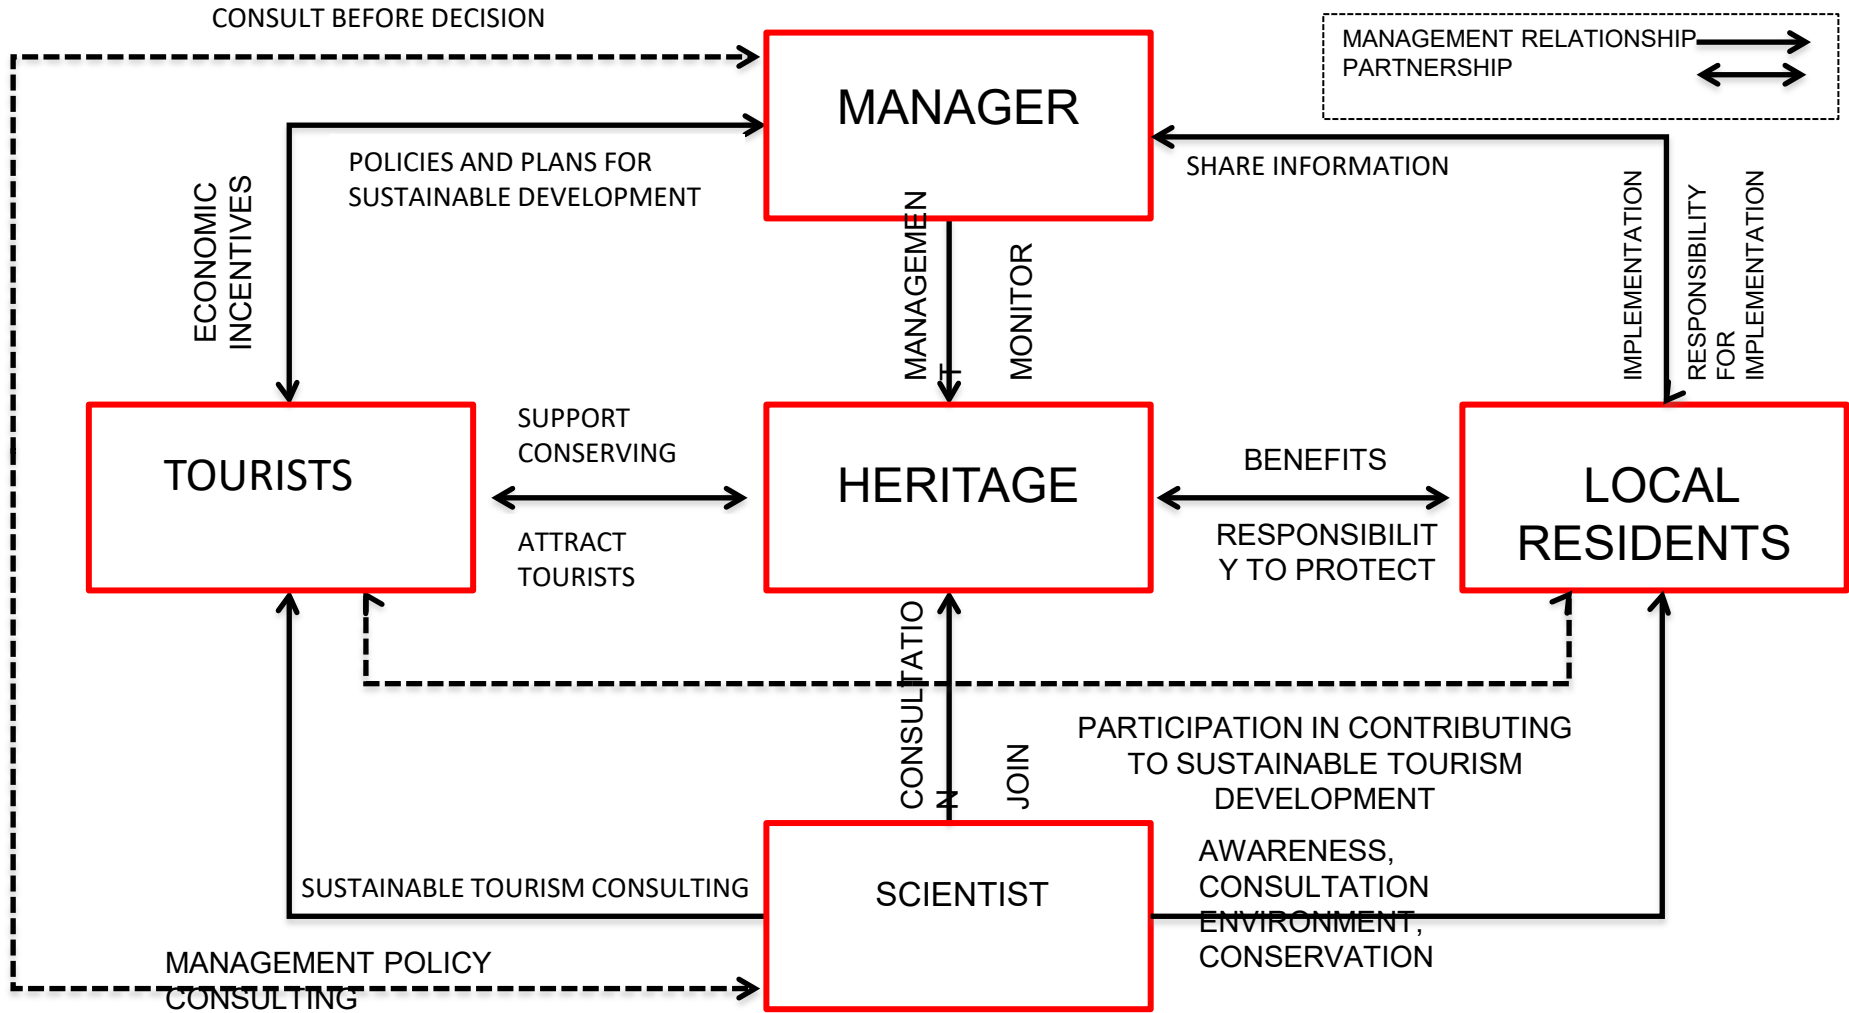 CONSULT BEFORE DECISION
MANAGEMENT RELATIONSHIP
PARTNERSHIP
MANAGER
POLICIES AND PLANS FOR
SUSTAINABLE DEVELOPMENT
SHARE INFORMATION
ECONOMIC
INCENTIVES
MANAGEMEN
T
MONITOR
IMPLEMENTATION
RESPONSIBILITY
FOR
IMPLEMENTATION
TOURISTS
SUPPORT
CONSERVING
ATTRACT
TOURISTS
HERITAGE
BENEFITS
RESPONSIBILIT
Y TO PROTECT
LOCAL
RESIDENTS
CONSULTATIO
N
JOIN
PARTICIPATION IN CONTRIBUTING
TO SUSTAINABLE TOURISM
DEVELOPMENT
SUSTAINABLE TOURISM CONSULTING
SCIENTIST
AWARENESS,
CONSULTATION
ENVIRONMENT,
CONSERVATION
MANAGEMENT POLICY
CONSULTING